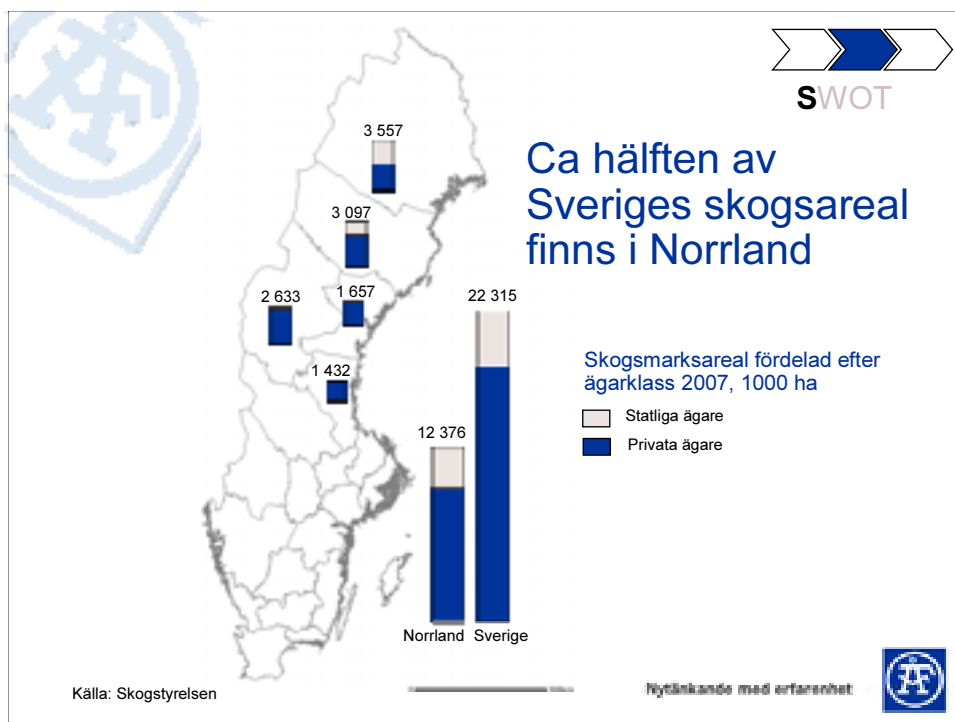 SWOT
Ca hälften av
Sveriges skogsareal
finns i Norrland
3 557
3 097
2 633
1 657
1 432
22 315
12 376
Norrland Sverige
Skogsmarksareal fördelad efter
ägarklass 2007, 1000 ha
Statliga ägare
Privata ägare
Källa: Skogstyrelsen
Nytänkande med erfarenhet
ÅF